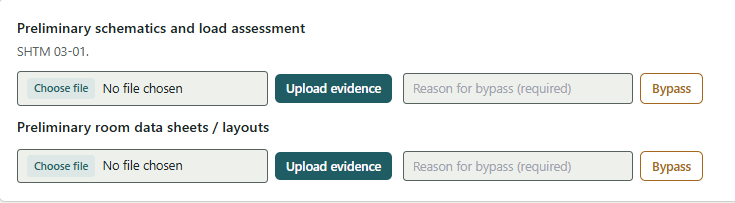 Preliminary schematics and load assessment
SHTM 03-01.
Choose file No file chosen Upload evidence Reason for bypass (required) Bypass
Preliminary room data sheets / layouts
Choose file No file chosen Upload evidence Reason for bypass (required) Bypass